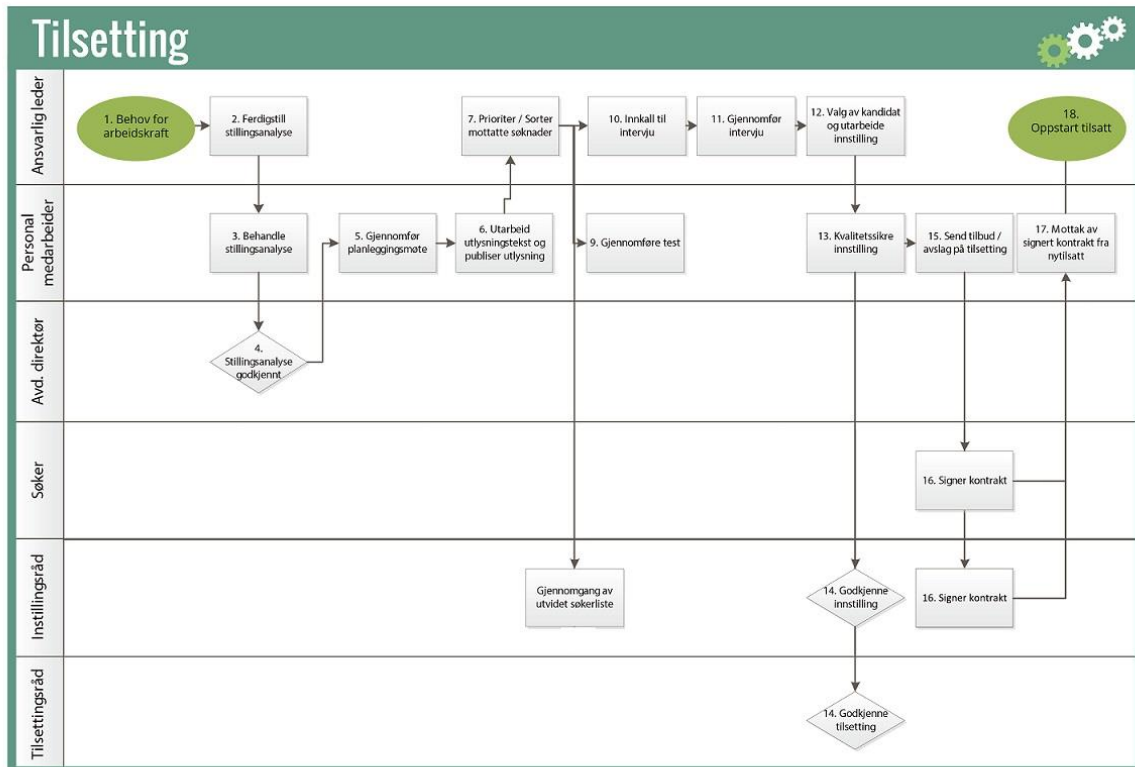 Tilsetting
Ansvarlig leder
1. Behov for
arbeidskraft
2. Ferdigstill
stillingsanalyse
7. Prioriter / Sorter
mottatte søknader
10. Innkall til
intervju
11. Gjennomfør
intervju
12. Valg av kandidat
og utarbeide
innstilling
18.
Oppstart tilsatt
Personal
medarbeider
3. Behandle
stillingsanalyse
5. Gjennomfør
planleggingsmøte
6. Utarbeid
utlysningtekst og
publiser utlysning
9. Gjennomføre test
13. Kvalitetssikre
innstilling
15. Send tilbud /
avslag på tilsetting
17. Mottak av
signert kontrakt fra
nytilsatt
Avd. direktør
4.
Stillingsanalyse
godkjennt
Søker
16. Signer kontrakt
Instillingsråd
Gjennomgang av
utvidet søkerliste
14. Godkjenne
innstilling
16. Signer kontrakt
Tilsettingsråd
14. Godkjenne
tilsetting